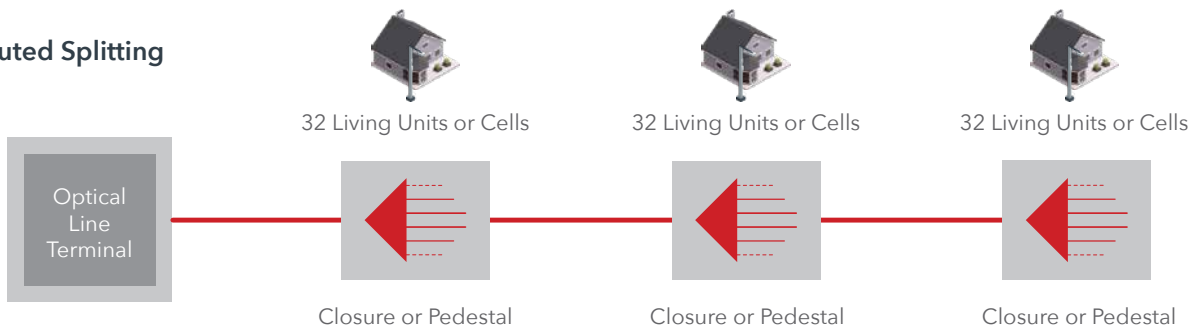 Splitting
32 Living Units or Cells
32 Living Units or Cells
32 Living Units or Cells
Optical
Line
Terminal
Closure or Pedestal
Closure or Pedestal
Closure or Pedestal